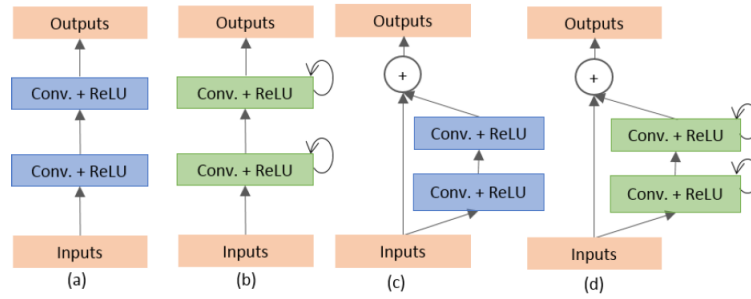 Outputs
Conv. + ReLU
Conv. + ReLU
Inputs
(a)
Outputs
Conv. + ReLU
Conv. + ReLU
Inputs
(b)
Outputs
+
Conv. + ReLU
Conv. + ReLU
Inputs
(c)
Outputs
+
Conv. + ReLU
Conv. + ReLU
Inputs
(d)